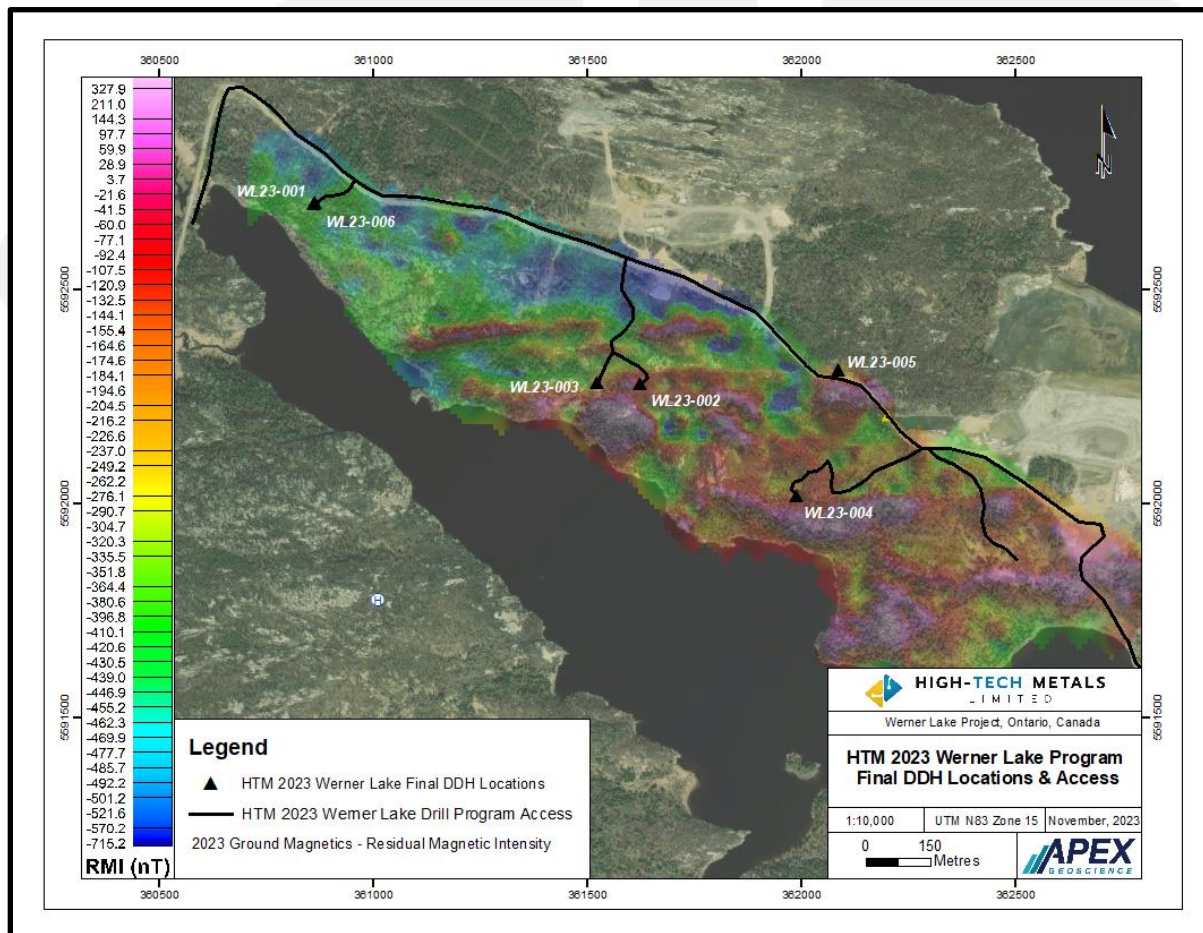 360500 361000 361500 362000 362500
327.9
211.0
144.3
97.7
59.9
28.9
3.7
-21.6
-41.5
-60.0
-77.1
-92.4
-107.5
-120.9
-132.5
-144.1
-155.4
-164.6
-174.6
-184.1
-194.6
-204.5
-216.2
-237.0
-249.2
-262.2
-276.1
-290.7
-304.7
-320.3
-335.5
-351.8
-364.4
-380.6
-396.8
-410.1
-430.5
-439.0
-446.9
-455.2
-462.3
-469.9
-477.7
-485.7
-492.2
-501.2
-521.6
-570.2
-715.2
RMI (nT)
N
WL23-001
WL23-006
5592500 5592500
WL23-005
WL23-003
WL23-002
WL23-004
5592000 5592000
H
5591500 5591500
Legend
HTM 2023 Werner Lake Final DDH Locations
HTM 2023 Werner Lake Drill Program Access
2023 Ground Magnetics - Residual Magnetic Intensity
HIGH-TECH METALS
LIMITED
Werner Lake Project, Ontario, Canada
HTM 2023 Werner Lake Program
Final DDH Locations & Access
1:10,000 UTM N83 Zone 15 November, 2023
0 150
Metres
APEX
GEOSCIENCE
360500 361000 361500 362000 362500